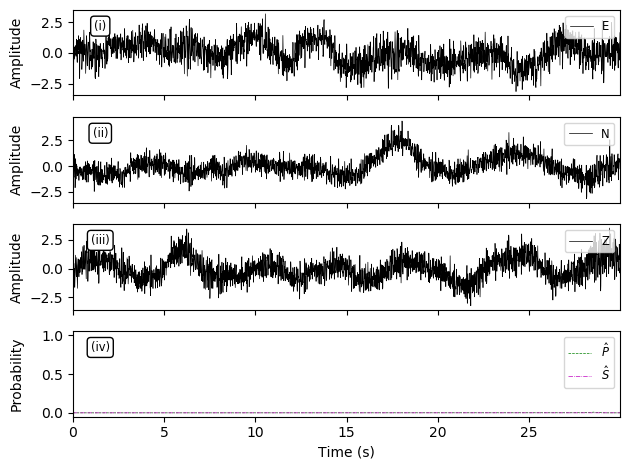 (i)
E
Amplitude
2.5
0.0
−2.5
(ii)
N
Amplitude
2.5
0.0
−2.5
(iii)
Z
Amplitude
2.5
0.0
−2.5
(iv)
P̂
Ŝ
Probability
1.0
0.5
0.0
0 5 10 15 20 25
Time (s)